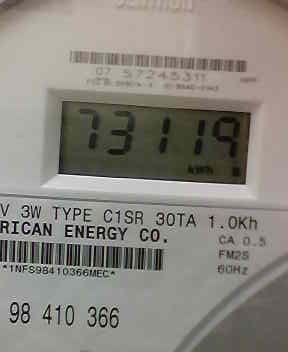 07 57245311
73119
kWh
V 3W TYPE C1SR 30TA 1.0Kh
RICAN ENERGY CO.
CA 0.5
FM2S
60Hz
*1NFS98410366MEC*
98 410 366